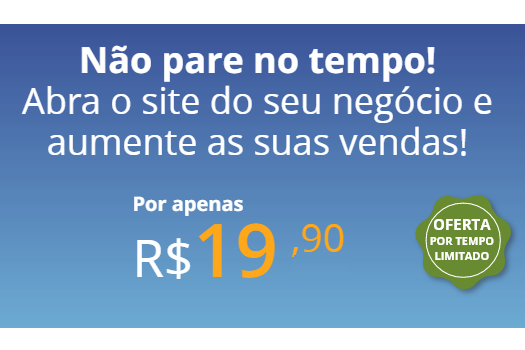 Não pare no tempo!
Abra o site do seu negócio e
aumente as suas vendas!
Por apenas
R$19,90
OFERTA
POR TEMPO
LIMITADO